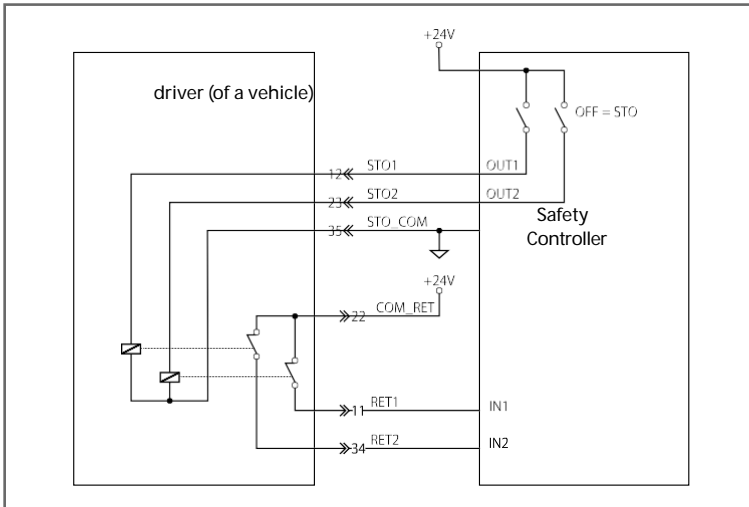 +24V
driver (of a vehicle)
OFF = STO
12 STO1 OUT1
23 STO2 OUT2
35 STO_COM
Safety
Controller
+24V
22 COM_RET
11 RET1 IN1
34 RET2 IN2